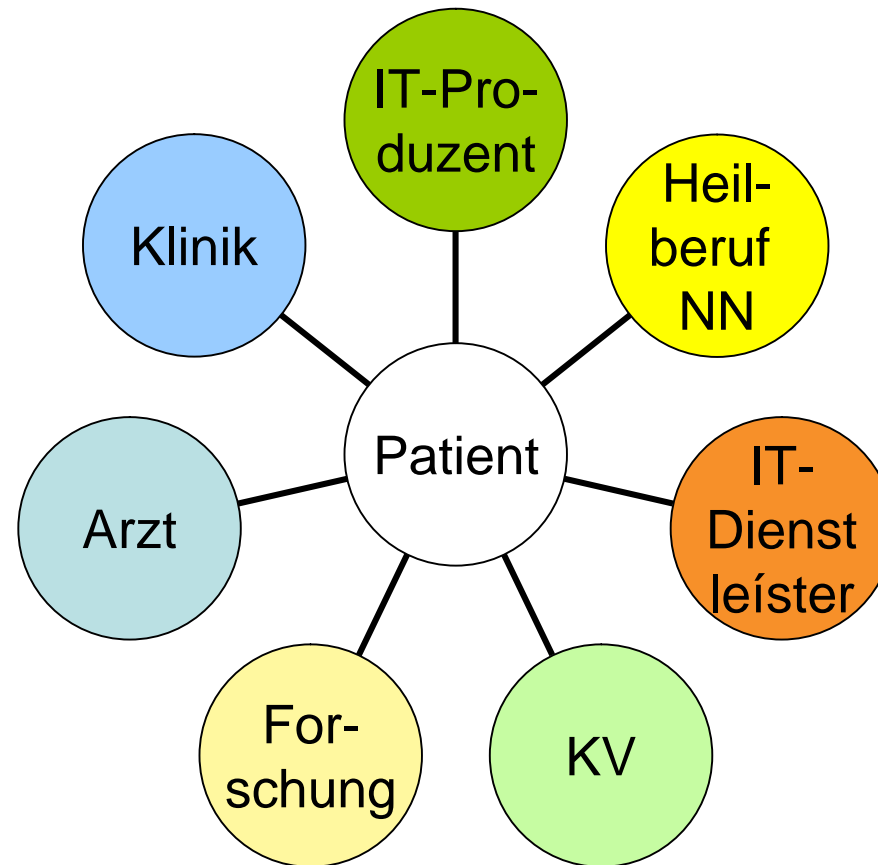 IT-Pro-
duzent
Heil-
beruf
NN
Klinik
Patient
IT-
Dienst
leíster
Arzt
For-
schung
KV